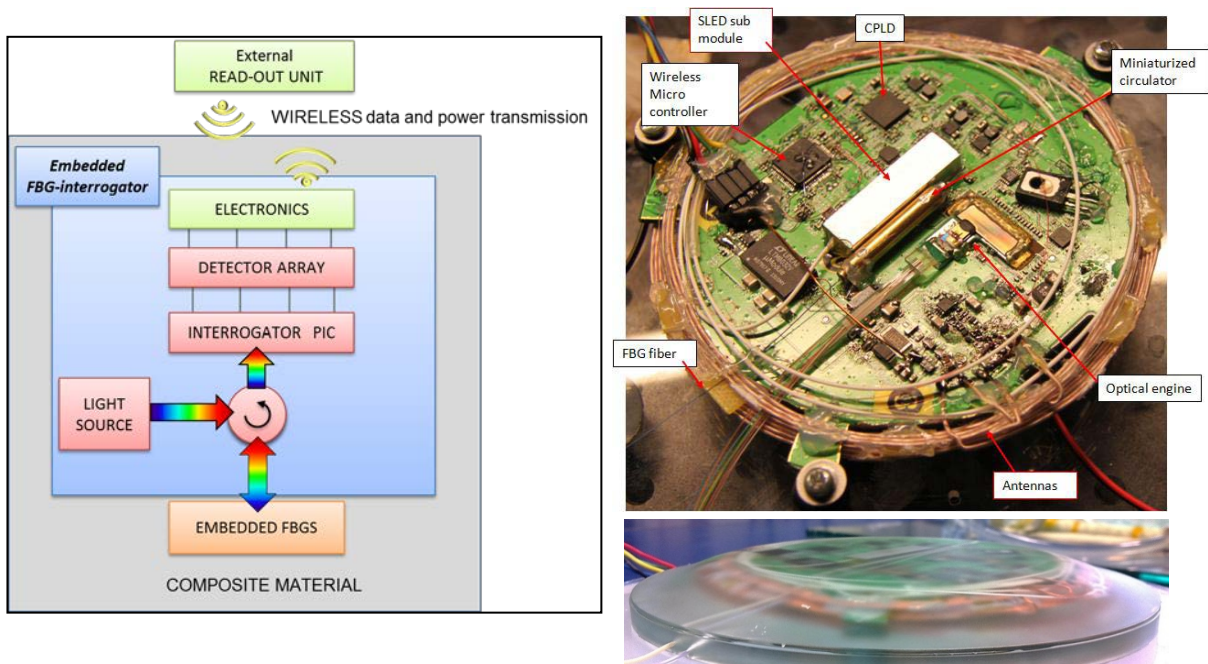 External
READ-OUT UNIT
WIRELESS data and power transmission
Embedded
FBG-interrogator
ELECTRONICS
DETECTOR ARRAY
INTERROGATOR PIC
LIGHT
SOURCE
EMBEDDED FBGS
COMPOSITE MATERIAL
SLED sub
module
CPLD
Miniaturized
circulator
Wireless
Micro
controller
FBG fiber
Optical engine
Antennas